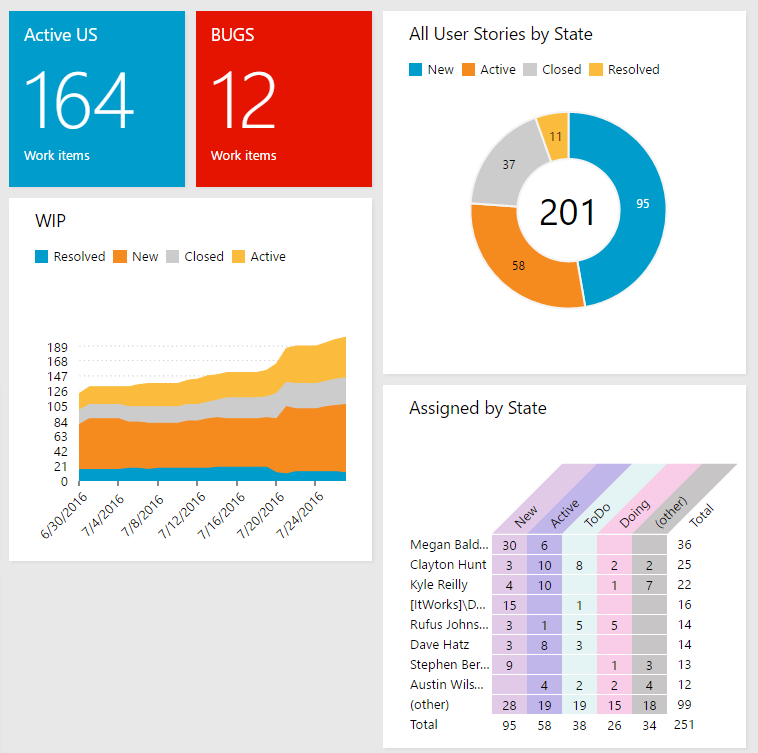 Active US
164
Work items
BUGS
12
Work items
WIP
Resolved New Closed Active
189
168
147
126
105
84
63
42
21
0
6/30/2016 7/4/2016 7/8/2016 7/12/2016 7/16/2016 7/20/2016 7/24/2016
All User Stories by State
New Active Closed Resolved
11
37
95
201
58
Assigned by State
New Active ToDo Doing (other) Total
Megan Bald... 30 6 36
Clayton Hunt 3 10 8 2 2 25
Kyle Reilly 4 10 1 7 22
[ItWorks]\D... 15 1 16
Rufus Johns... 3 1 5 5 14
Dave Hatz 3 8 3 14
Stephen Ber... 9 1 3 13
Austin Wils... 4 2 2 4 12
(other) 28 19 19 15 18 99
Total 95 58 38 26 34 251